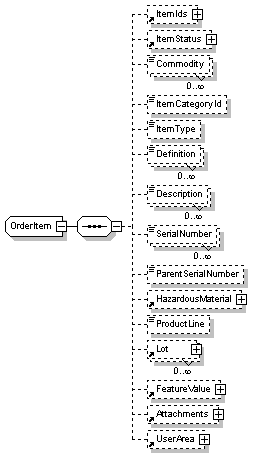 ItemIds
ItemStatus
Commodity
0..∞
ItemCategoryId
ItemType
Definition
0..∞
Description
0..∞
OrderItem
SerialNumber
0..∞
ParentSerialNumber
HazardousMaterial
ProductLine
Lot
0..∞
FeatureValue
Attachments
UserArea